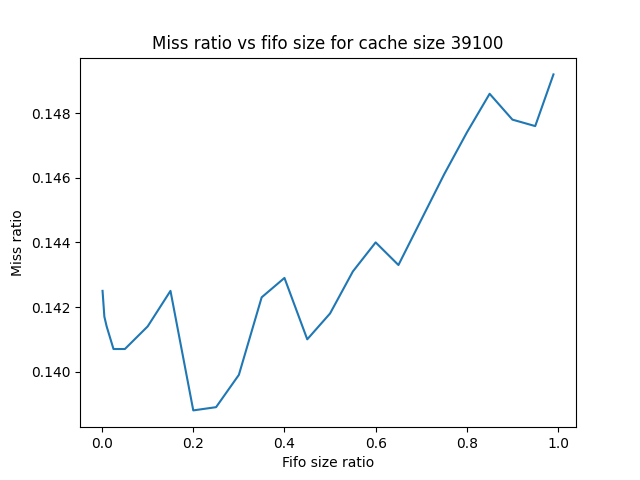 Miss ratio vs fifo size for cache size 39100
0.148
0.146
0.144
0.142
0.140
Miss ratio
0.0 0.2 0.4 0.6 0.8 1.0
Fifo size ratio